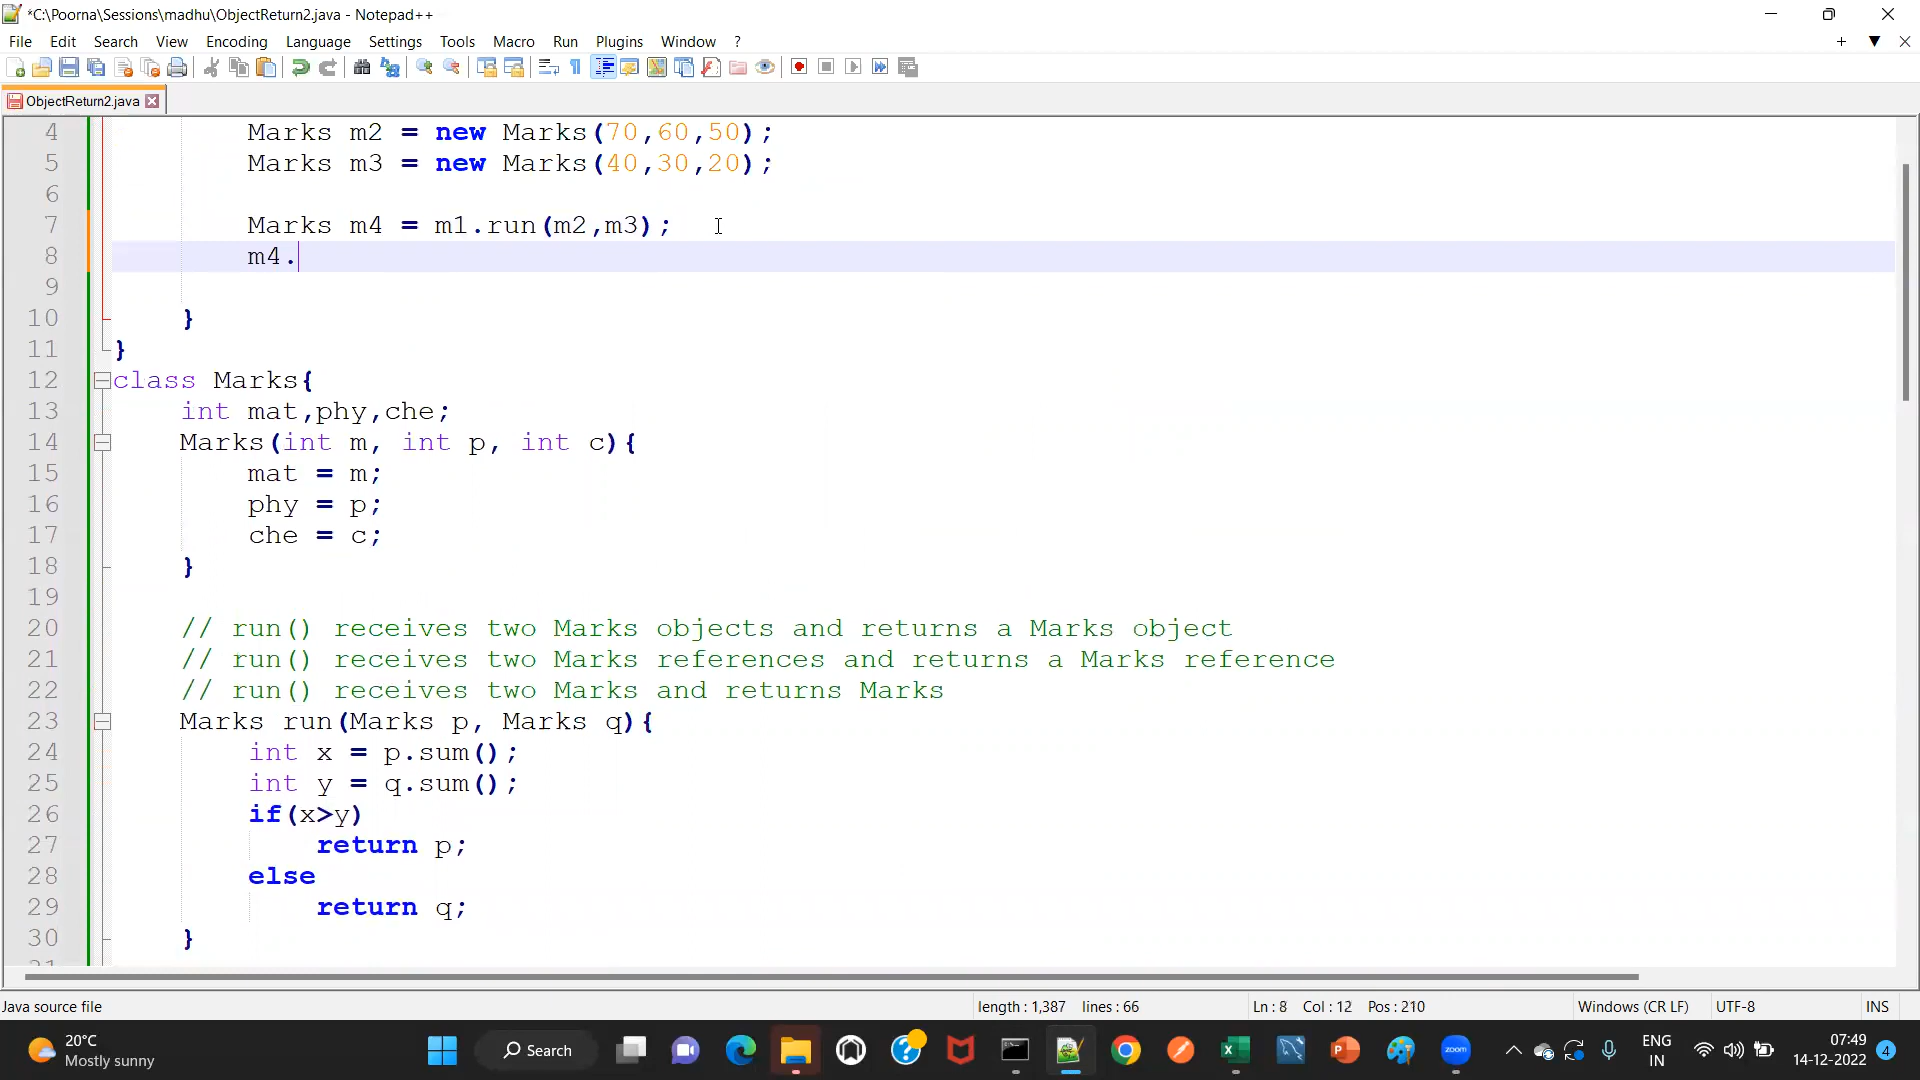 *C:\Poorna\Sessions\madhu\ObjectReturn2.java - Notepad++
File Edit Search View Encoding Language Settings Tools Macro Run Plugins Window ?
ObjectReturn2.java
4 Marks m2 = new Marks(70,60,50);
5 Marks m3 = new Marks(40,30,20);
6
7 Marks m4 = m1.run(m2,m3);
8 m4.
9
10 }
11 }
12 class Marks{
13 int mat,phy,che;
14 Marks(int m, int p, int c){
15 mat = m;
16 phy = p;
17 che = c;
18 }
19
20 // run() receives two Marks objects and returns a Marks object
21 // run() receives two Marks references and returns a Marks reference
22 // run() receives two Marks and returns Marks
23 Marks run(Marks p, Marks q){
24 int x = p.sum();
25 int y = q.sum();
26 if(x>y)
27 return p;
28 else
29 return q;
30 }
Java source file length : 1,387 lines : 66 Ln : 8 Col : 12 Pos : 210 Windows (CR LF) UTF-8 INS
20°C
Mostly sunny
Search
zoom
ENG
IN
07:49
14-12-2022
4